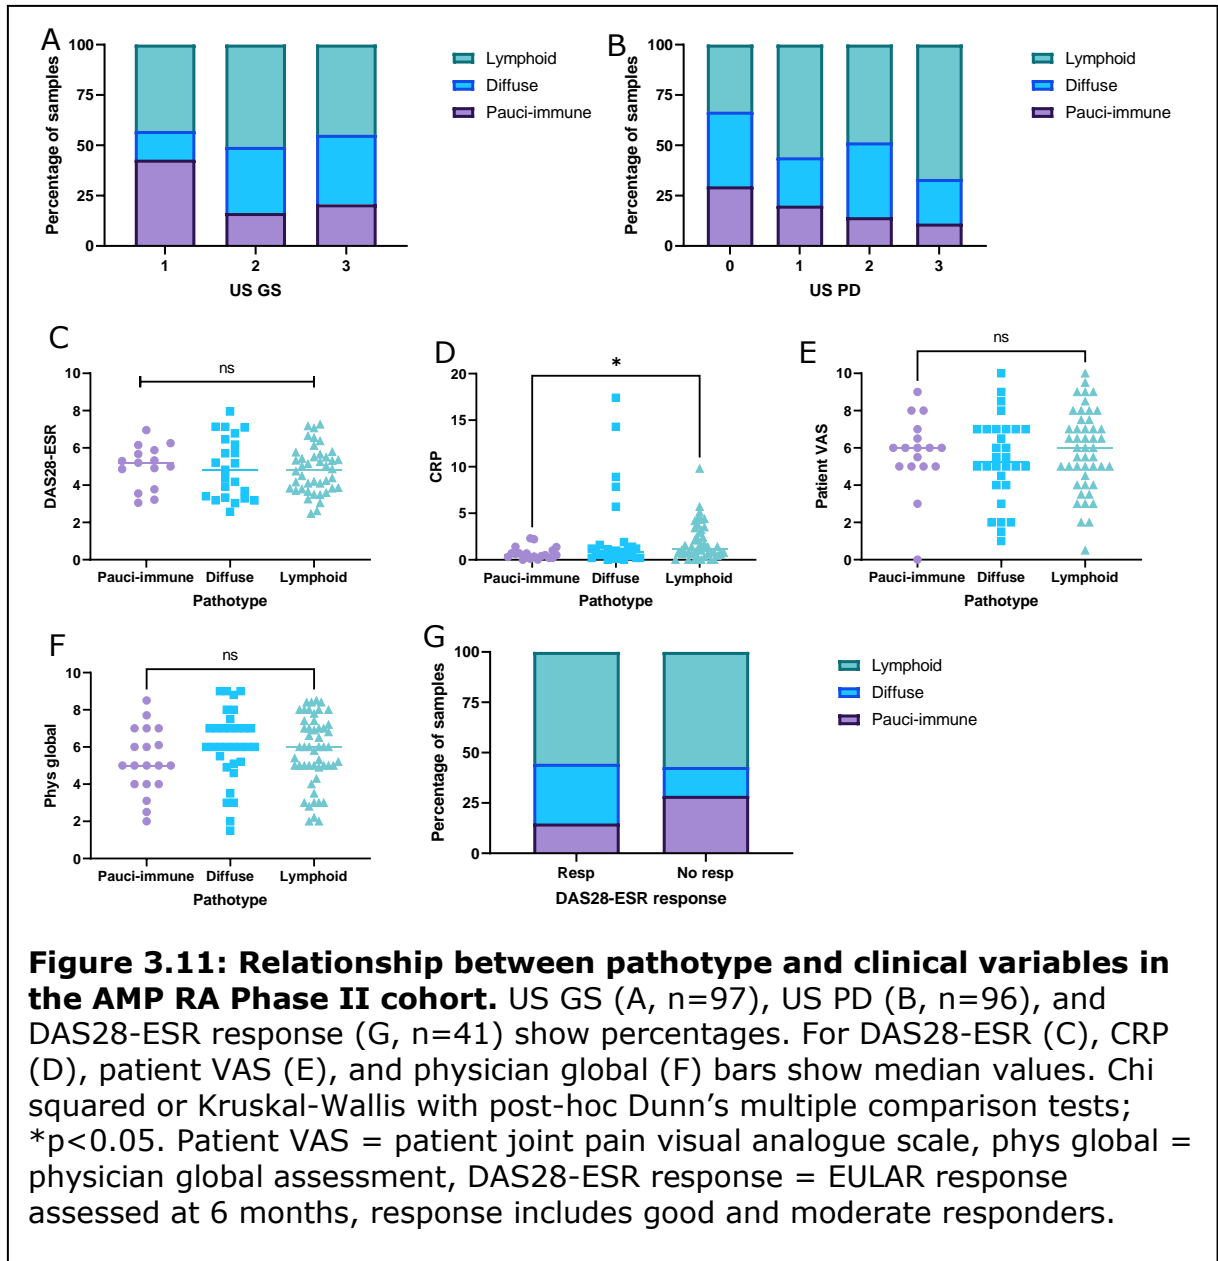 A
Percentage of samples
100
75
50
25
0
1
2
3
US GS
Lymphoid
Diffuse
Pauci-immune
B
Percentage of samples
100
75
50
25
0
0
1
2
3
US PD
Lymphoid
Diffuse
Pauci-immune
C
DAS28-ESR
10
8
6
4
2
0
ns
Pauci-immune
Diffuse
Lymphoid
Pathotype
D
CRP
20
15
10
5
0
*
Pauci-immune
Diffuse
Lymphoid
Pathotype
E
Patient VAS
10
8
6
4
2
0
ns
Pauci-immune
Diffuse
Lymphoid
Pathotype
F
Phys global
10
8
6
4
2
0
ns
Pauci-immune
Diffuse
Lymphoid
Pathotype
G
Percentage of samples
100
75
50
25
0
Resp
No resp
DAS28-ESR response
Lymphoid
Diffuse
Pauci-immune
Figure 3.11: Relationship between pathotype and clinical variables in
the AMP RA Phase II cohort. US GS (A, n=97), US PD (B, n=96), and
DAS28-ESR response (G, n=41) show percentages. For DAS28-ESR (C), CRP
(D), patient VAS (E), and physician global (F) bars show median values. Chi
squared or Kruskal-Wallis with post-hoc Dunn’s multiple comparison tests;
*p<0.05. Patient VAS = patient joint pain visual analogue scale, phys global =
physician global assessment, DAS28-ESR response = EULAR response
assessed at 6 months, response includes good and moderate responders.